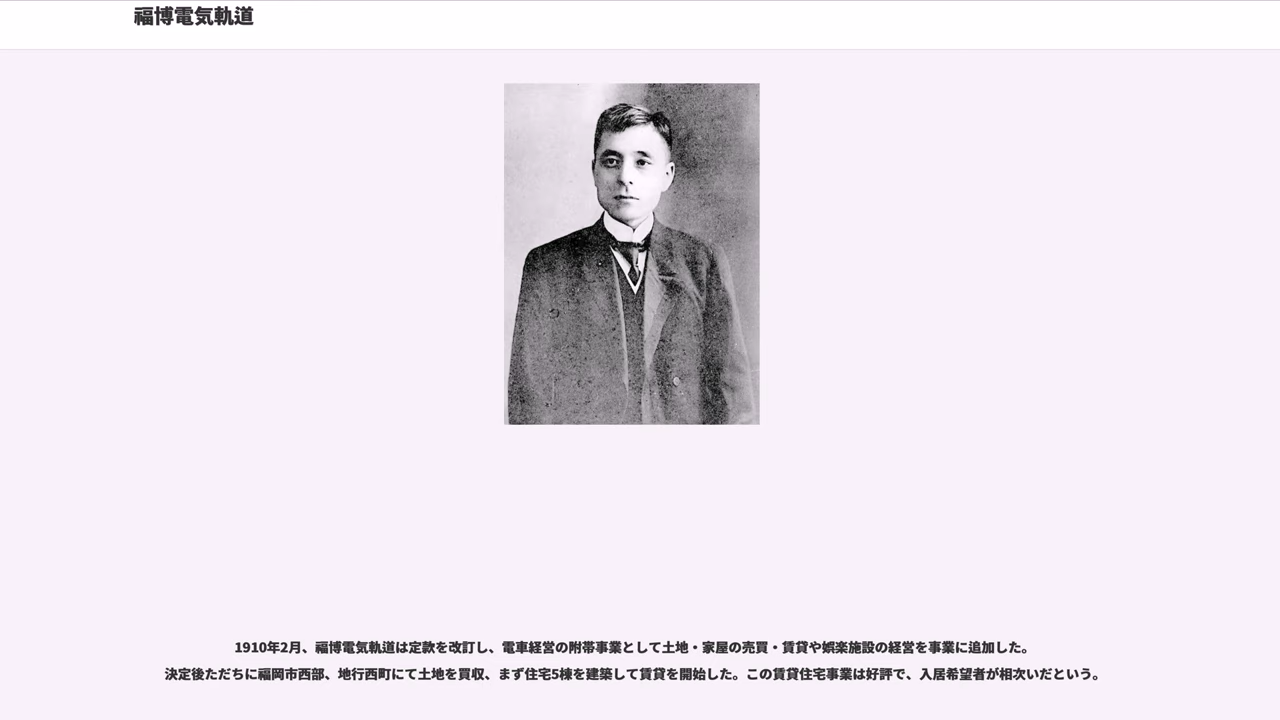 福博電気軌道
1910年2月、福博電気軌道は定款を改訂し、電車経営の附帯事業として土地・家屋の売買・賃貸や娯楽施設の経営を事業に追加した。
決定後ただちに福岡市西部、地行西町にて土地を買収、まず住宅5棟を建築して賃貸を開始した。この賃貸住宅事業は好評で、入居希望者が相次いだという。